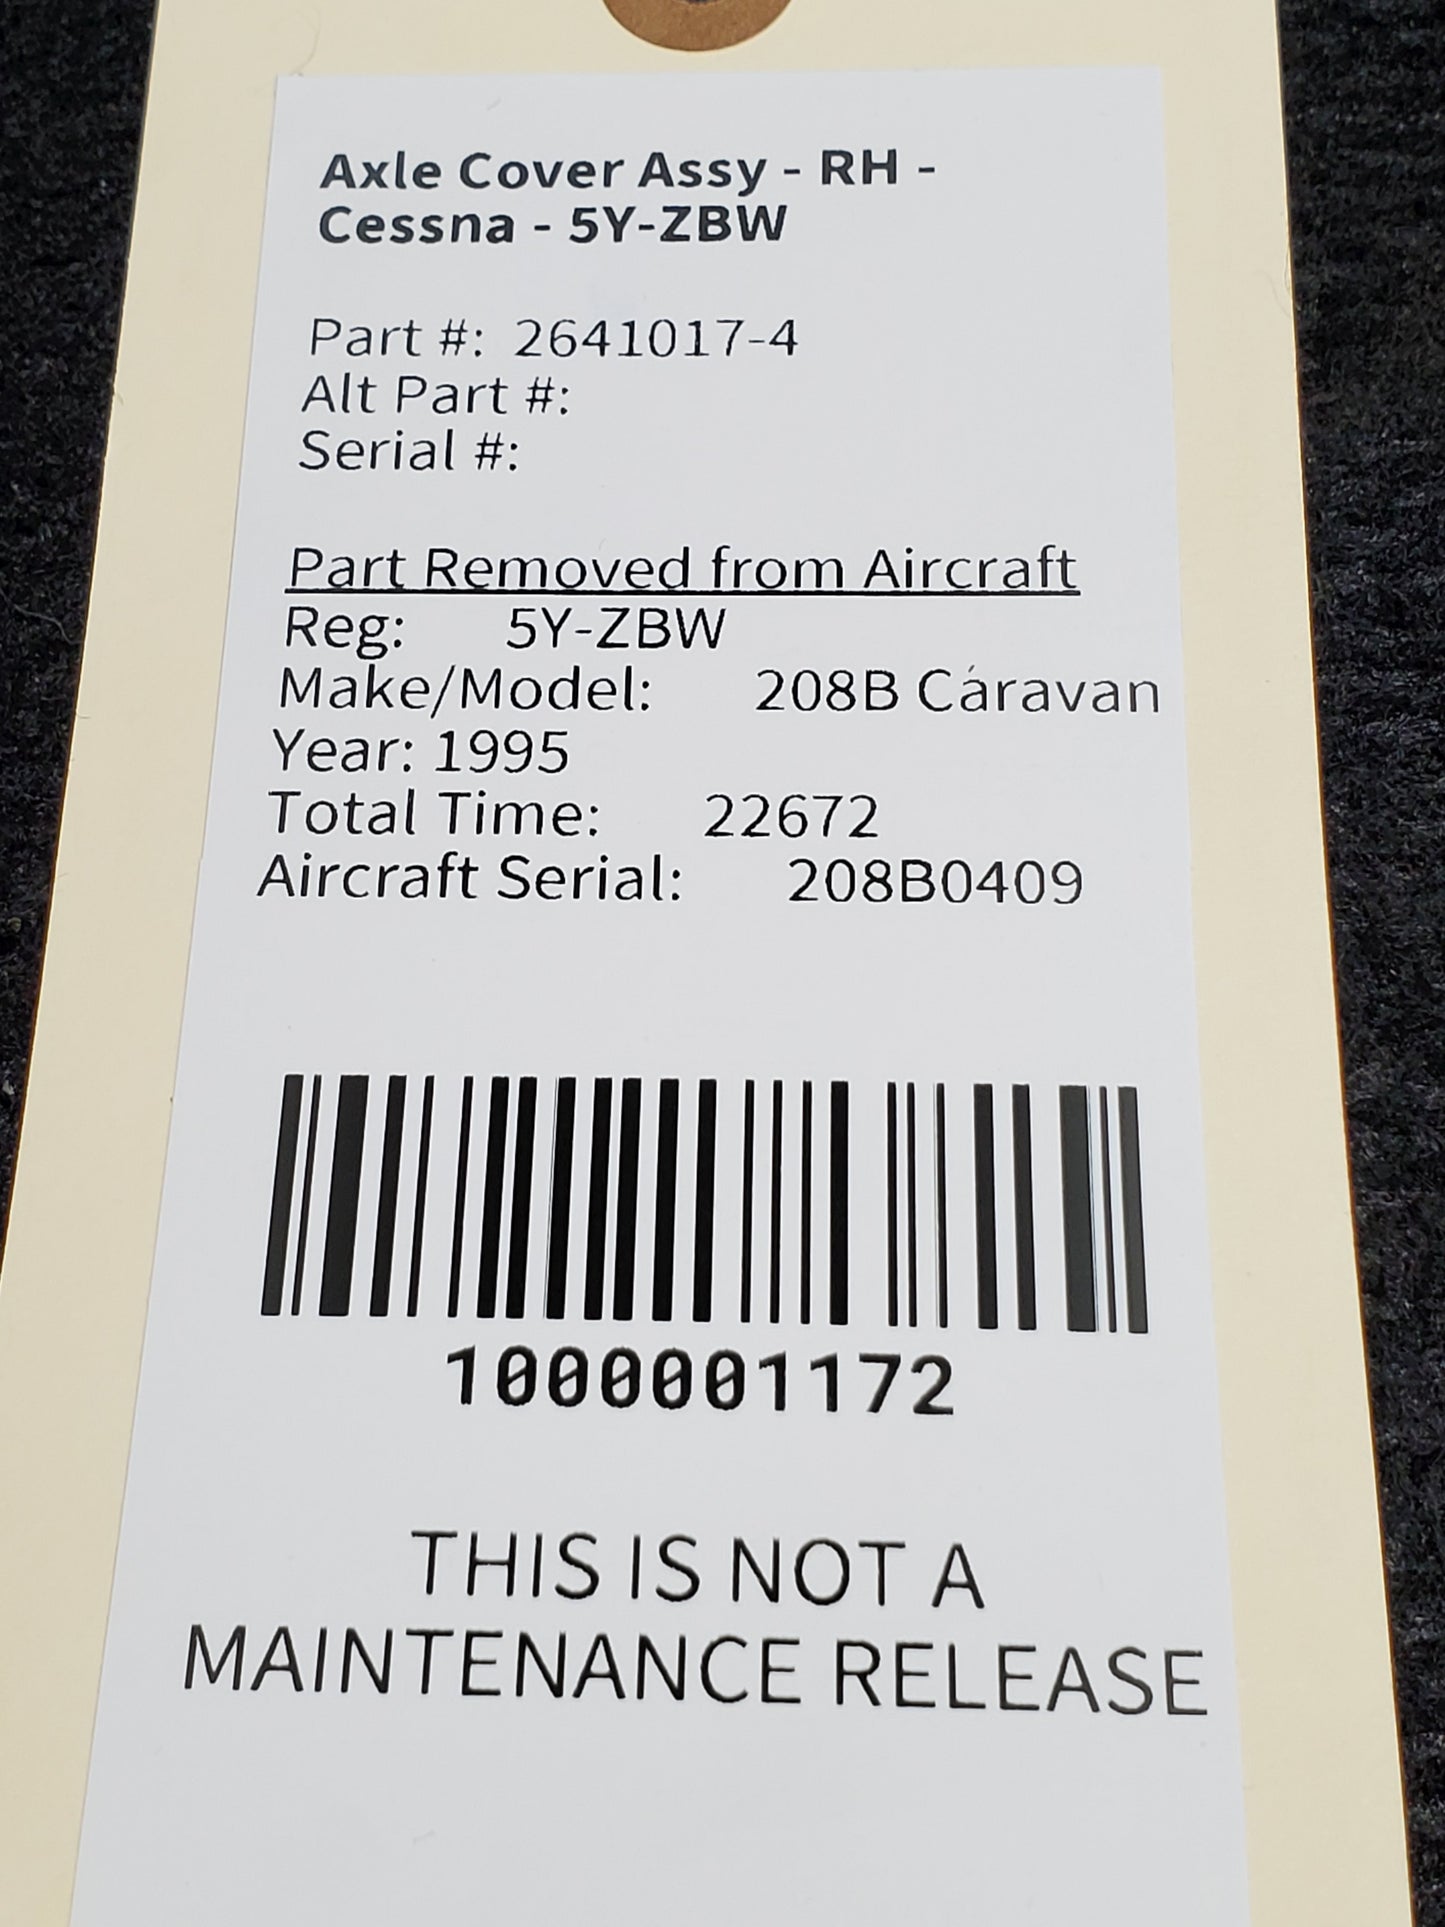 Axle Cover Assy - RH -
Cessna - 5Y-ZBW
Part #: 2641017-4
Alt Part #:
Serial #:
Part Removed from Aircraft
Reg: 5Y-ZBW
Make/Model: 208B Caravan
Year: 1995
Total Time: 22672
Aircraft Serial: 208B0409
1000001172
THIS IS NOT A
MAINTENANCE RELEASE